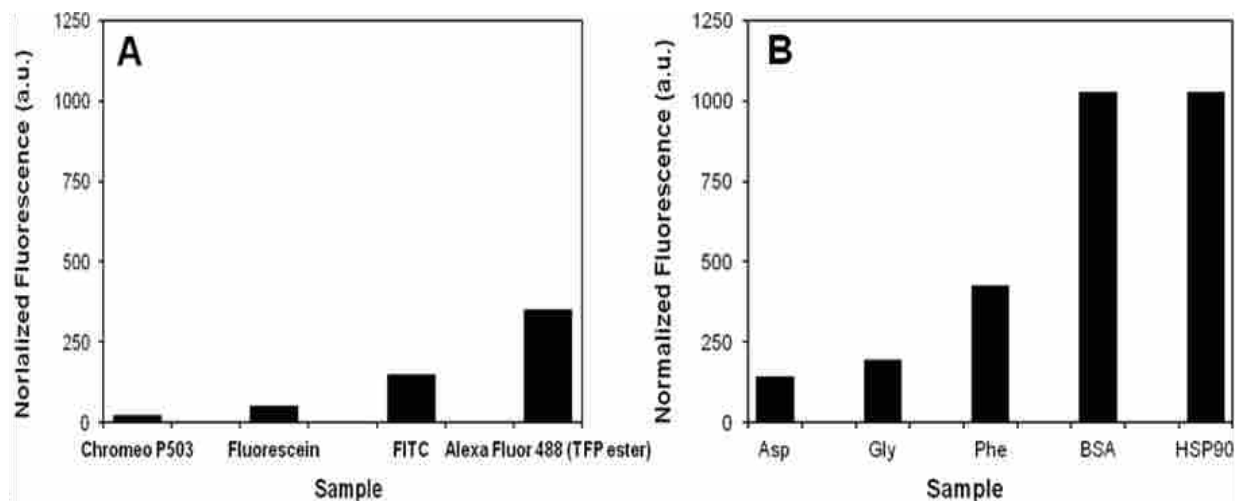 A
Norlalized Fluorescence (a.u.)
1250
1000
750
500
250
0
Chromeo P503 Fluorescein FITC Alexa Fluor 488 (TFP ester)
Sample
B
Normalized Fluorescence (a.u.)
1250
1000
750
500
250
0
Asp Gly Phe BSA HSP90
Sample